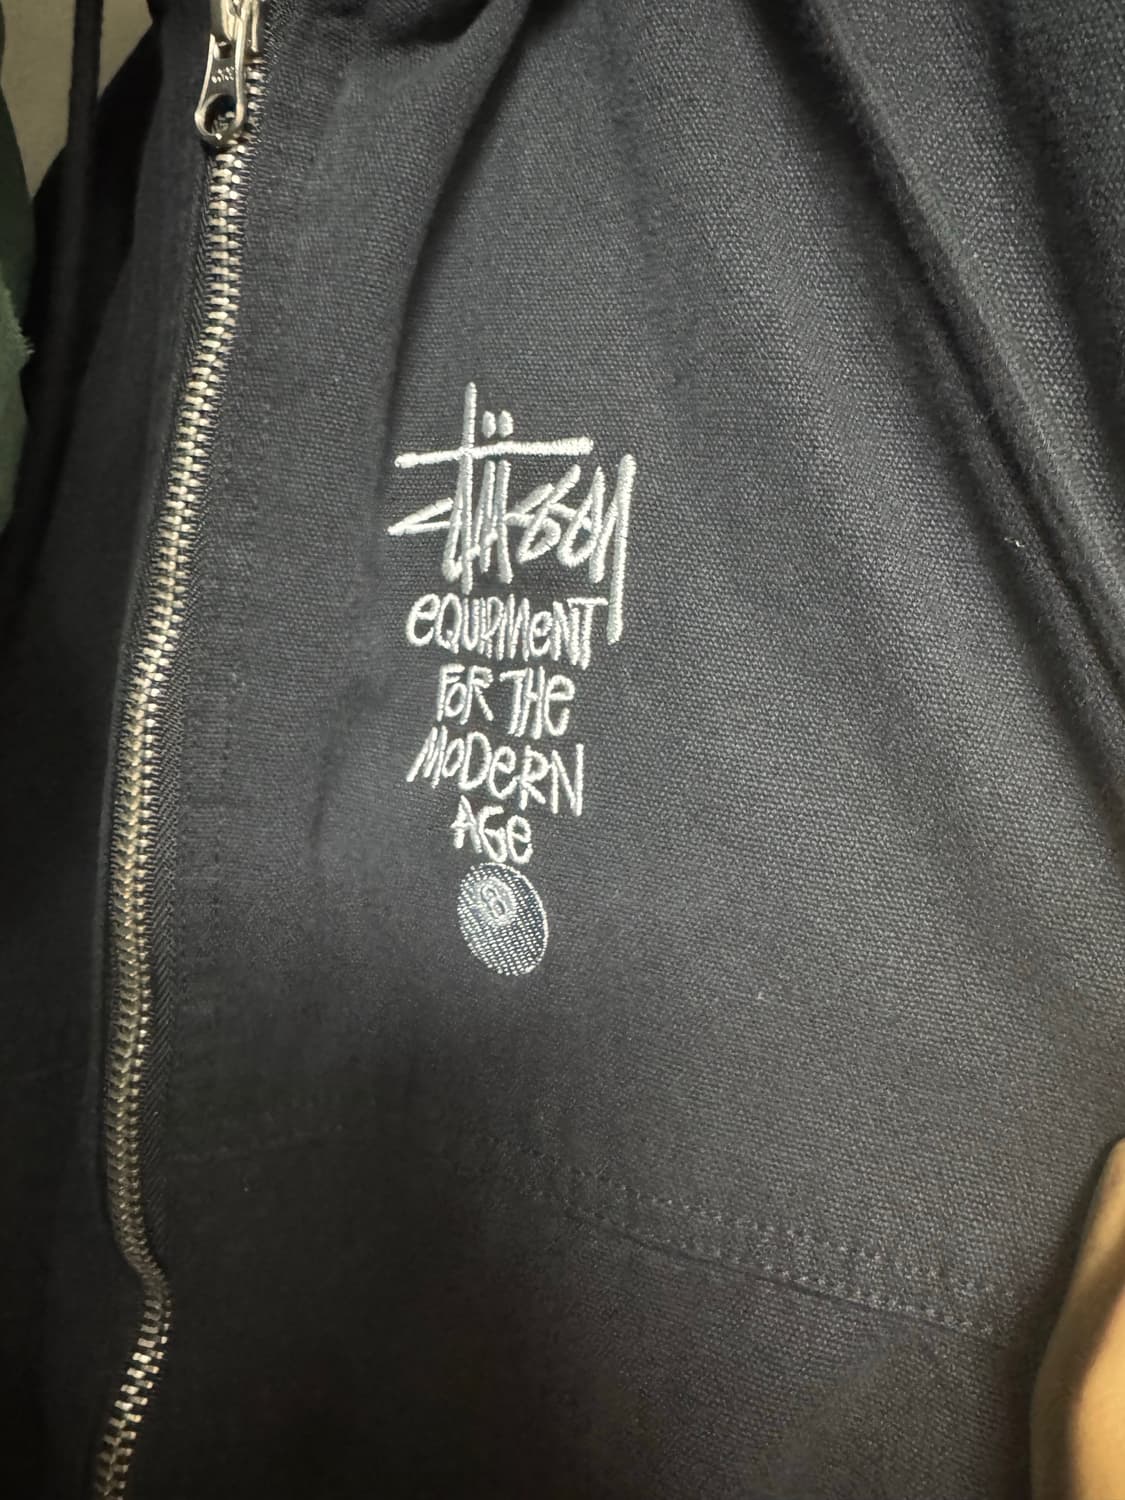 Stüssy
EQUIPMENT
FOR THE
MODERN
AGE
8